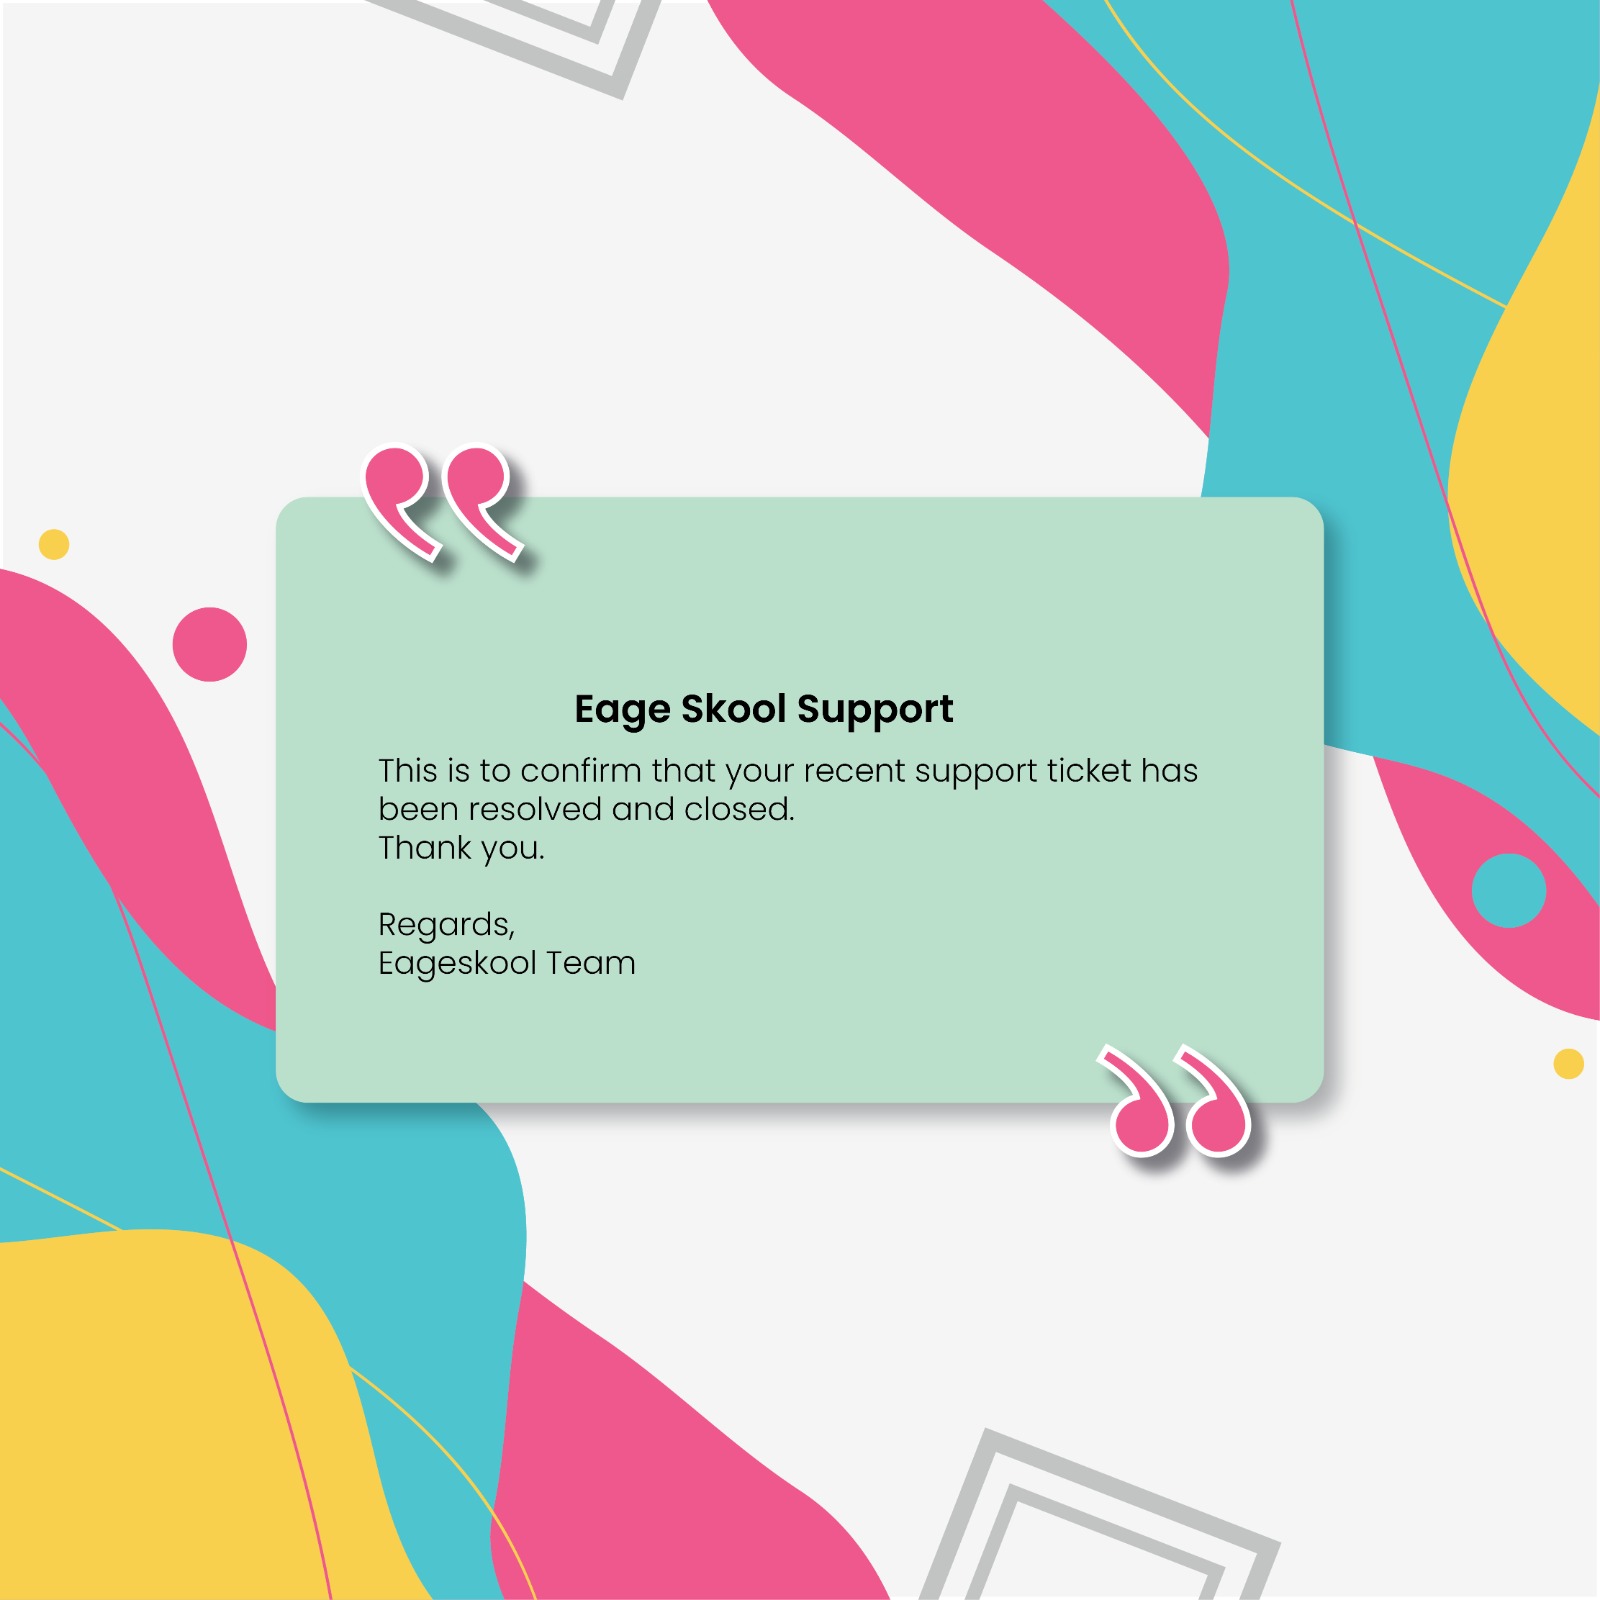 Eage Skool Support
This is to confirm that your recent support ticket has
been resolved and closed.
Thank you.
Regards,
Eageskool Team